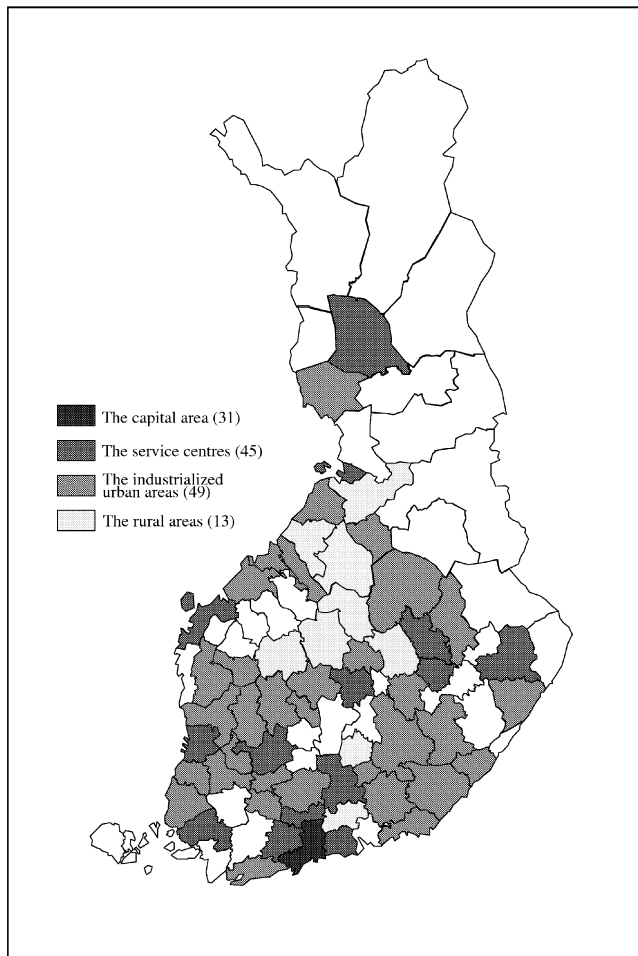 The capital area (31)
The service centres (45)
The industrialized
urban areas (49)
The rural areas (13)